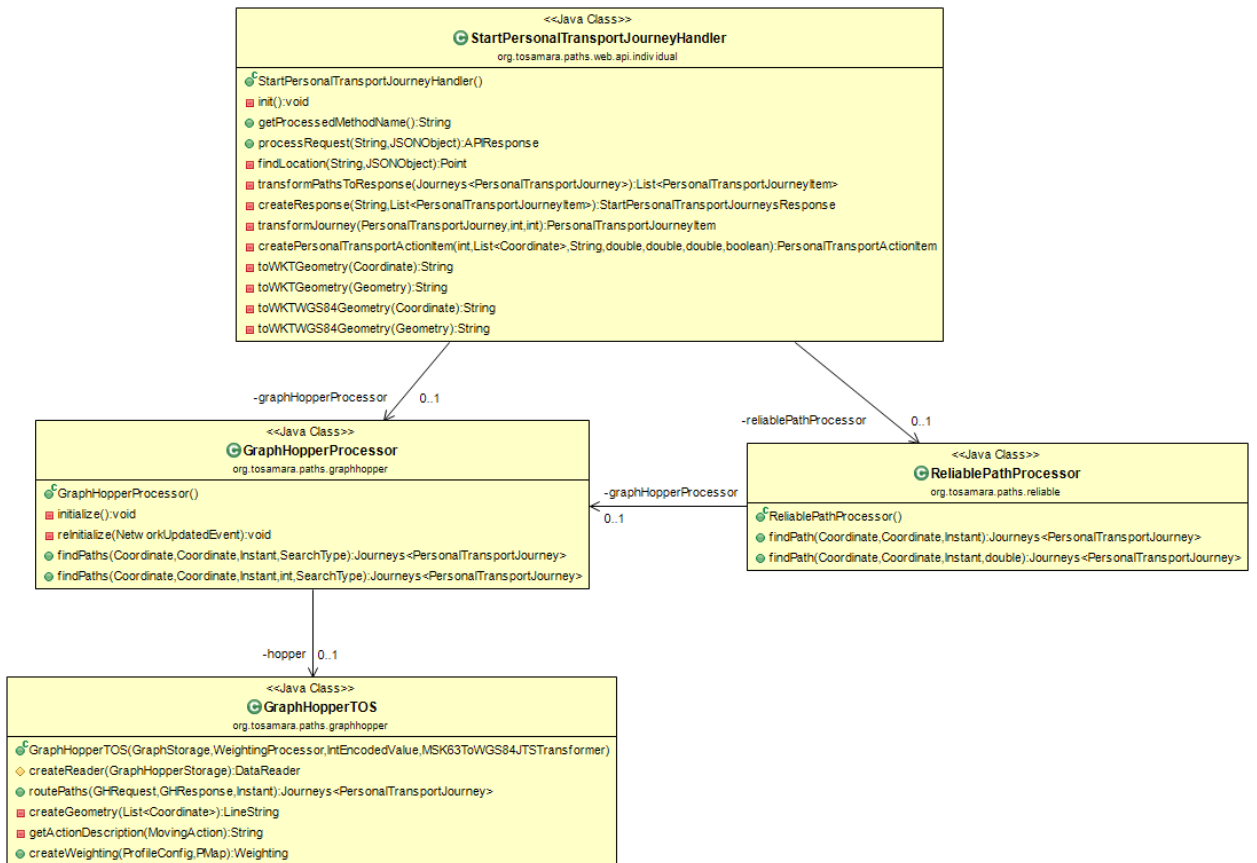 <<Java Class>>
StartPersonalTransportJourneyHandler
org.tosamara.paths.web.api.individual
StartPersonalTransportJourneyHandler()
init():void
getProcessedMethodName():String
processRequest(String,JSONObject):APIResponse
findLocation(String,JSONObject):Point
transformPathsToResponse(Journeys<PersonalTransportJourney>):List<PersonalTransportJourneyItem>
createResponse(String,List<PersonalTransportJourneyItem>):StartPersonalTransportJourneysResponse
transformJourney(PersonalTransportJourney,int,int):PersonalTransportJourneyItem
createPersonalTransportActionItem(int,List<Coordinate>,String,double,double,double,boolean):PersonalTransportActionItem
toWKTGeometry(Coordinate):String
toWKTGeometry(Geometry):String
toWKTWGS84Geometry(Coordinate):String
toWKTWGS84Geometry(Geometry):String
-graphHopperProcessor 0..1
-reliablePathProcessor 0..1
<<Java Class>>
GraphHopperProcessor
org.tosamara.paths.graphhopper
GraphHopperProcessor()
initialize():void
reInitialize(NetworkUpdatedEvent):void
findPaths(Coordinate,Coordinate,Instant,SearchType):Journeys<PersonalTransportJourney>
findPaths(Coordinate,Coordinate,Instant,int,SearchType):Journeys<PersonalTransportJourney>
-graphHopperProcessor
0..1
<<Java Class>>
ReliablePathProcessor
org.tosamara.paths.reliable
ReliablePathProcessor()
findPath(Coordinate,Coordinate,Instant):Journeys<PersonalTransportJourney>
findPath(Coordinate,Coordinate,Instant,double):Journeys<PersonalTransportJourney>
-hopper 0..1
<<Java Class>>
GraphHopperTOS
org.tosamara.paths.graphhopper
GraphHopperTOS(GraphStorage,WeightingProcessor,IntEncodedValue,MSK63ToWGS84JTSTransformer)
createReader(GraphHopperStorage):DataReader
routePaths(GHRequest,GHResponse,Instant):Journeys<PersonalTransportJourney>
createGeometry(List<Coordinate>):LineString
getActionDescription(MovingAction):String
createWeighting(ProfileConfig,PMap):Weighting